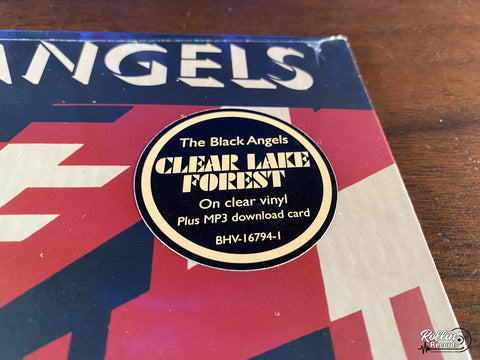 ANGELS
The Black Angels
CLEAR LAKE
FOREST
On clear vinyl
Plus MP3 download card
BHV-16794-1
Rollin
Records